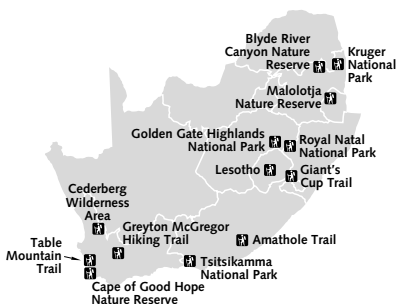 Blyde River
Canyon Nature
Reserve
Kruger
National
Park
Malolotja
Nature Reserve
Golden Gate Highlands
National Park
Royal Natal
National Park
Lesotho
Giant's
Cup Trail
Cederberg
Wilderness
Area
Greyton McGregor
Hiking Trail
Amathole Trail
Table
Mountain
Trail
Tsitsikamma
National Park
Cape of Good Hope
Nature Reserve